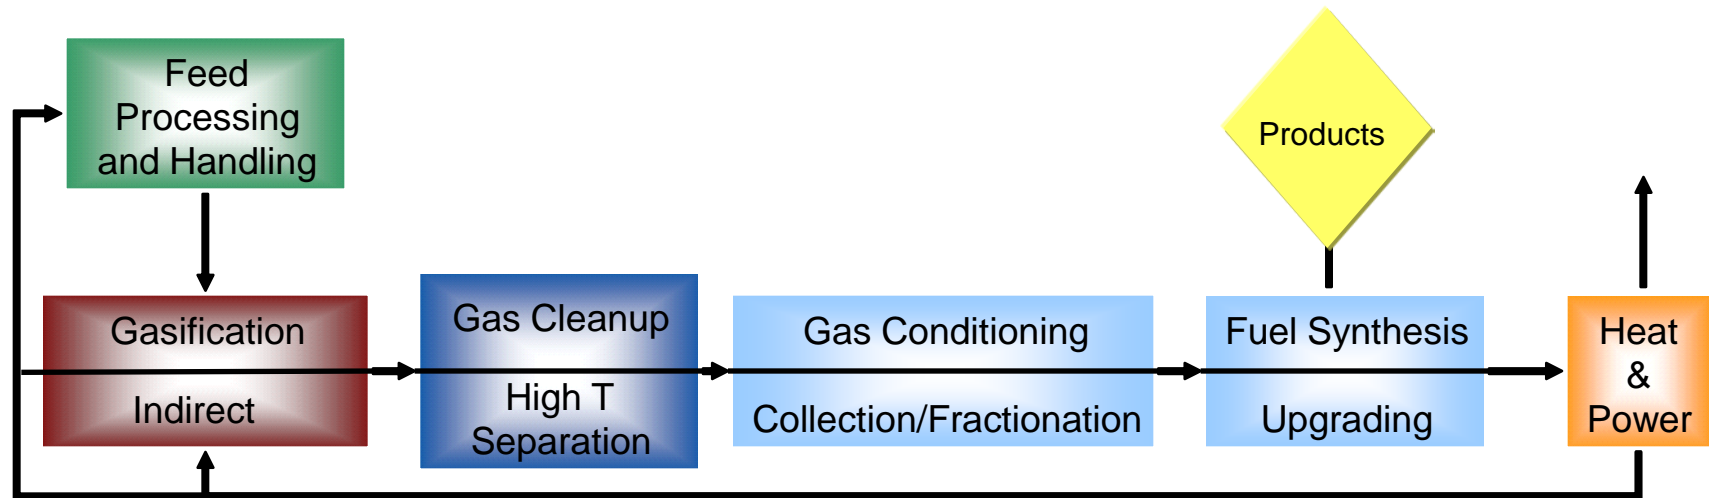 Feed
Processing
and Handling
Products
Gasification
Indirect
Gas Cleanup
High T
Separation
Gas Conditioning
Collection/Fractionation
Fuel Synthesis
Upgrading
Heat
&
Power